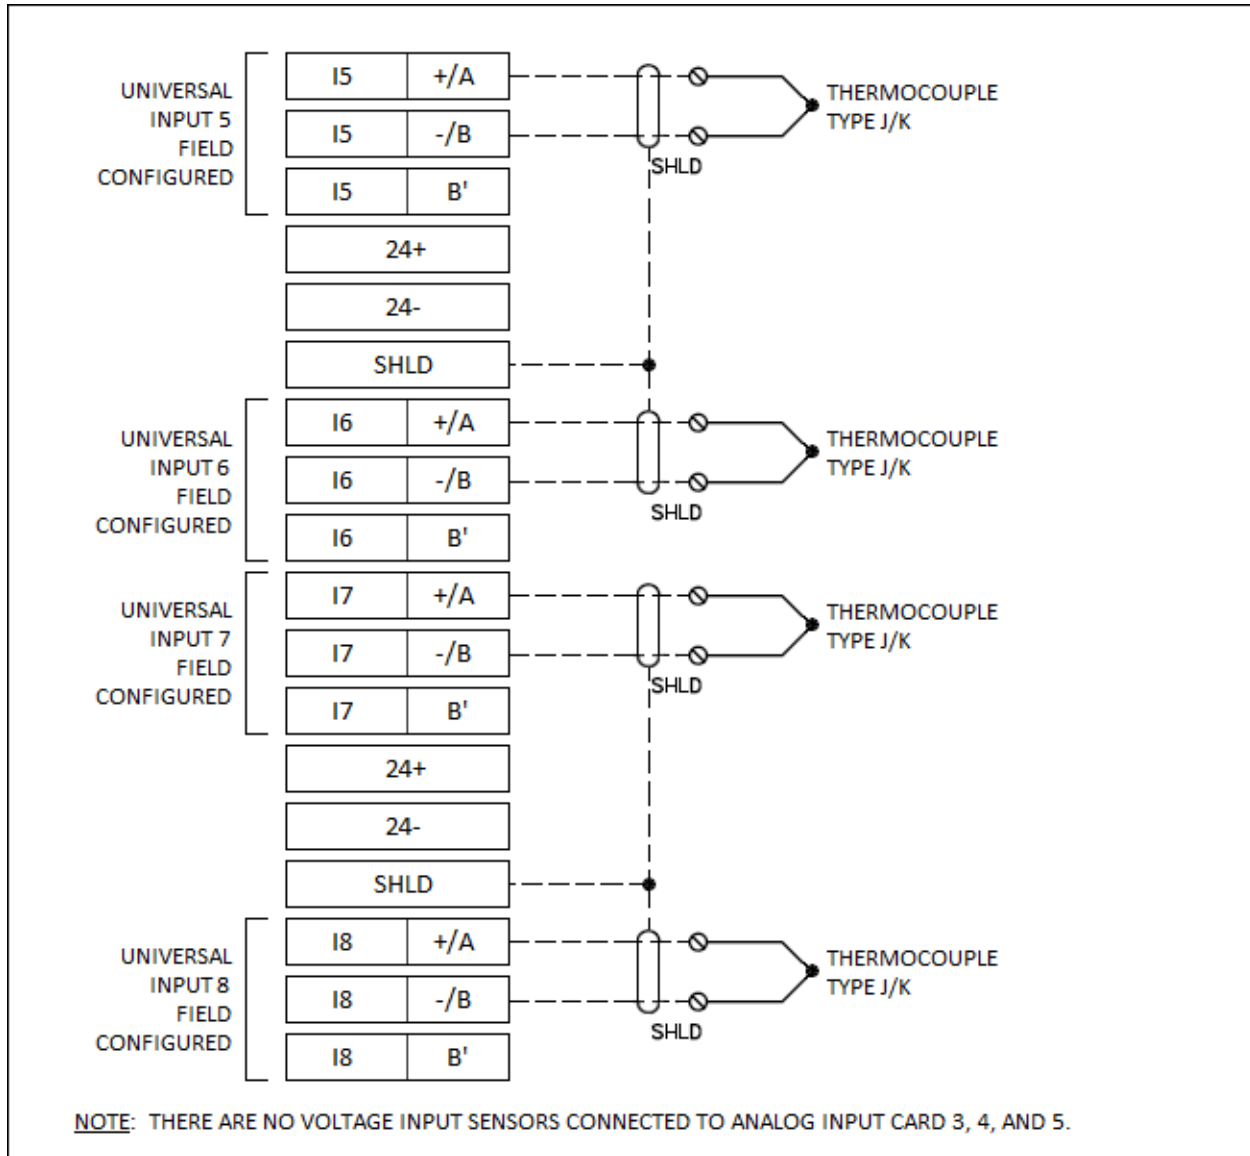 UNIVERSAL
INPUT 5
FIELD
CONFIGURED
I5 +/A
I5 -/B
I5 B'
SHLD
THERMOCOUPLE
TYPE J/K
24+
24-
SHLD
UNIVERSAL
INPUT 6
FIELD
CONFIGURED
I6 +/A
I6 -/B
I6 B'
SHLD
THERMOCOUPLE
TYPE J/K
UNIVERSAL
INPUT 7
FIELD
CONFIGURED
I7 +/A
I7 -/B
I7 B'
SHLD
THERMOCOUPLE
TYPE J/K
24+
24-
SHLD
UNIVERSAL
INPUT 8
FIELD
CONFIGURED
I8 +/A
I8 -/B
I8 B'
SHLD
THERMOCOUPLE
TYPE J/K
NOTE: THERE ARE NO VOLTAGE INPUT SENSORS CONNECTED TO ANALOG INPUT CARD 3, 4, AND 5.